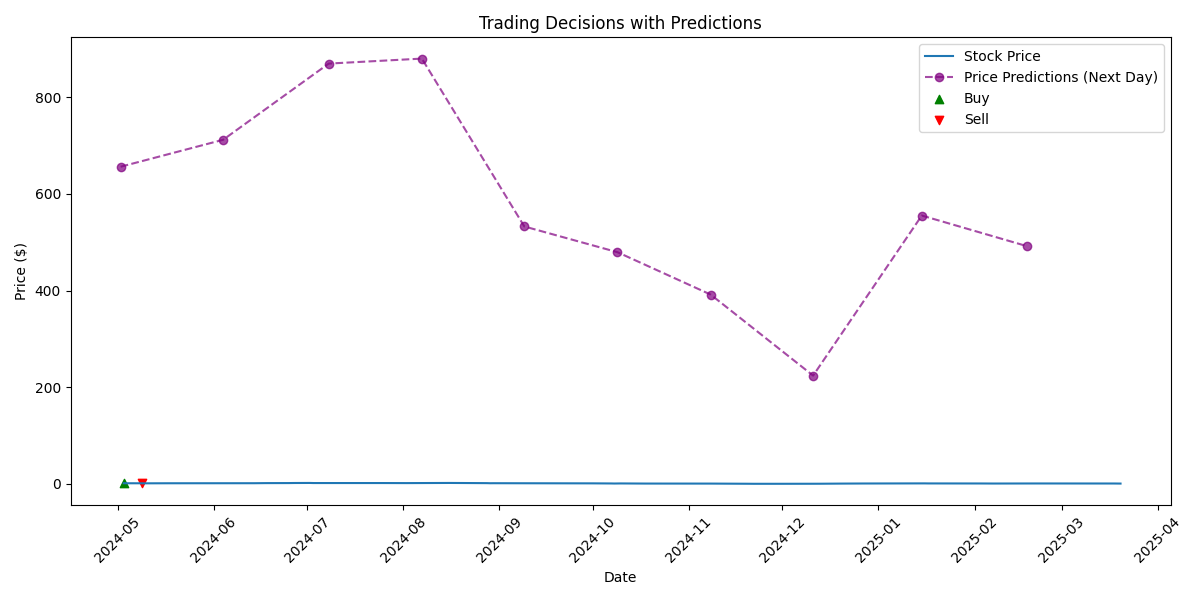 Trading Decisions with Predictions
Stock Price
Price Predictions (Next Day)
Buy
Sell
Price ($)
800
600
400
200
0
2024-05
2024-06
2024-07
2024-08
2024-09
2024-10
2024-11
2024-12
2025-01
2025-02
2025-03
2025-04
Date